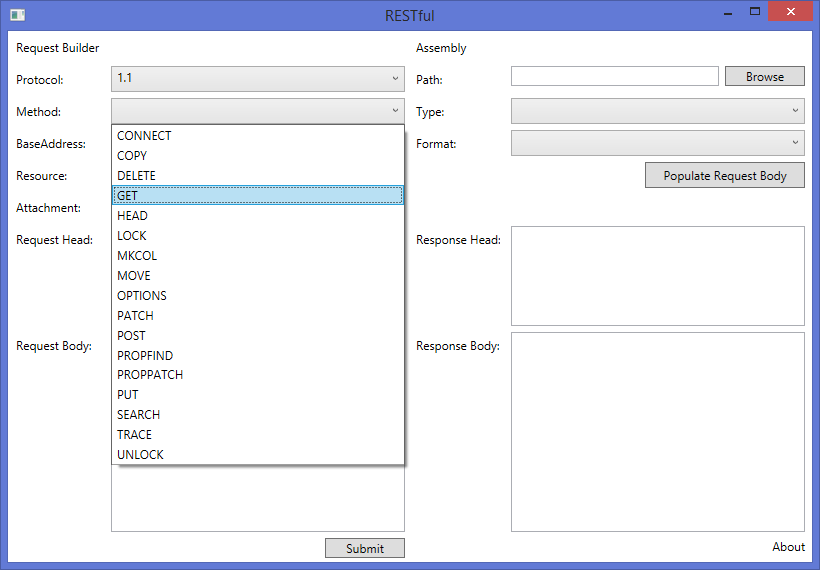 RESTful
Request Builder
Protocol:
1.1
Method:
CONNECT
COPY
DELETE
GET
HEAD
LOCK
MKCOL
MOVE
OPTIONS
PATCH
POST
PROPFIND
PROPPATCH
PUT
SEARCH
TRACE
UNLOCK
BaseAddress:
Resource:
Attachment:
Request Head:
Request Body:
Submit
Assembly
Path:
Browse
Type:
Format:
Populate Request Body
Response Head:
Response Body:
About